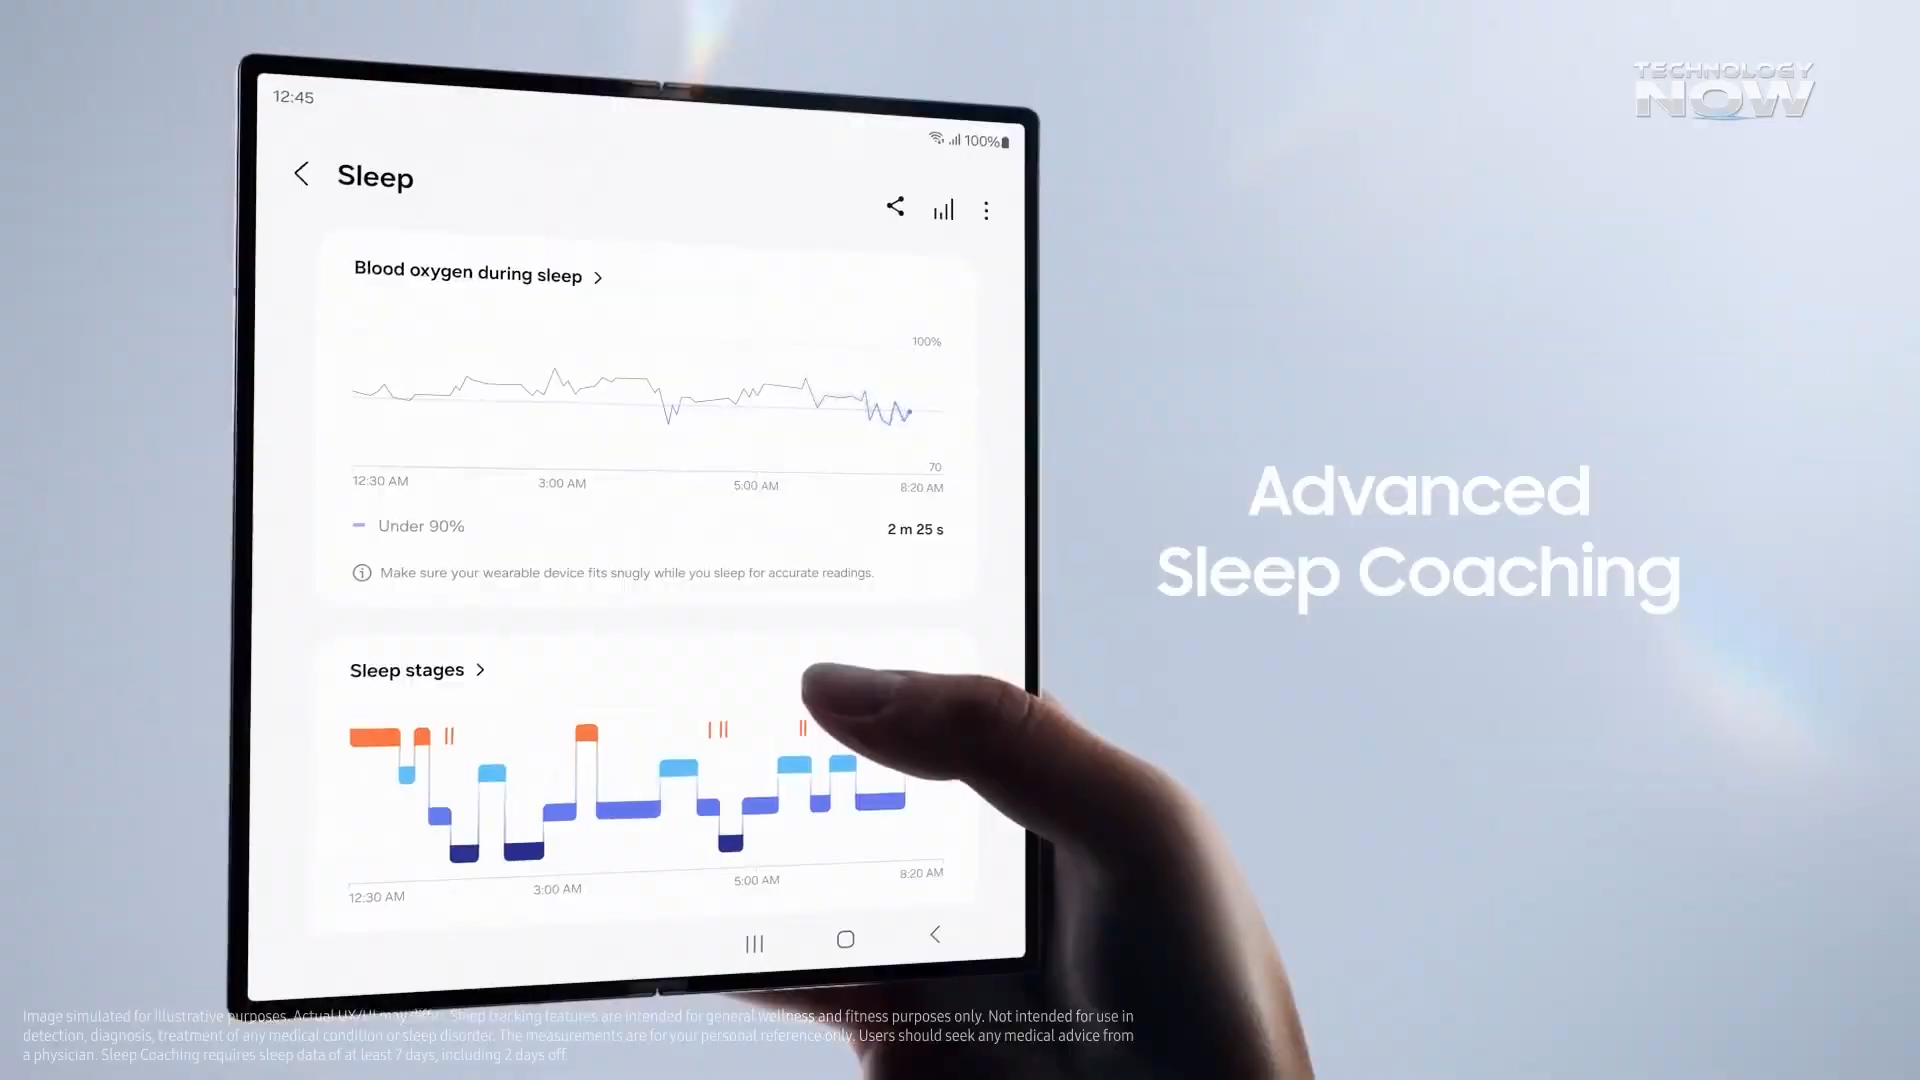 TECHNOLOGY
NOW
12:45
100%
Sleep
Blood oxygen during sleep
100%
70
12:30 AM 3:00 AM 5:00 AM 8:20 AM
Under 90% 2 m 25 s
Make sure your wearable device fits snugly while you sleep for accurate readings.
Sleep stages
12:30 AM 3:00 AM 5:00 AM 8:20 AM
Advanced
Sleep Coaching
Image simulated for illustrative purposes. Actual UX/UI may differ. Sleep tracking features are intended for general wellness and fitness purposes only. Not intended for use in
detection, diagnosis, treatment of any medical condition or sleep disorder. The measurements are for your personal reference only. Users should seek any medical advice from
a physician. Sleep Coaching requires sleep data of at least 7 days, including 2 days off.